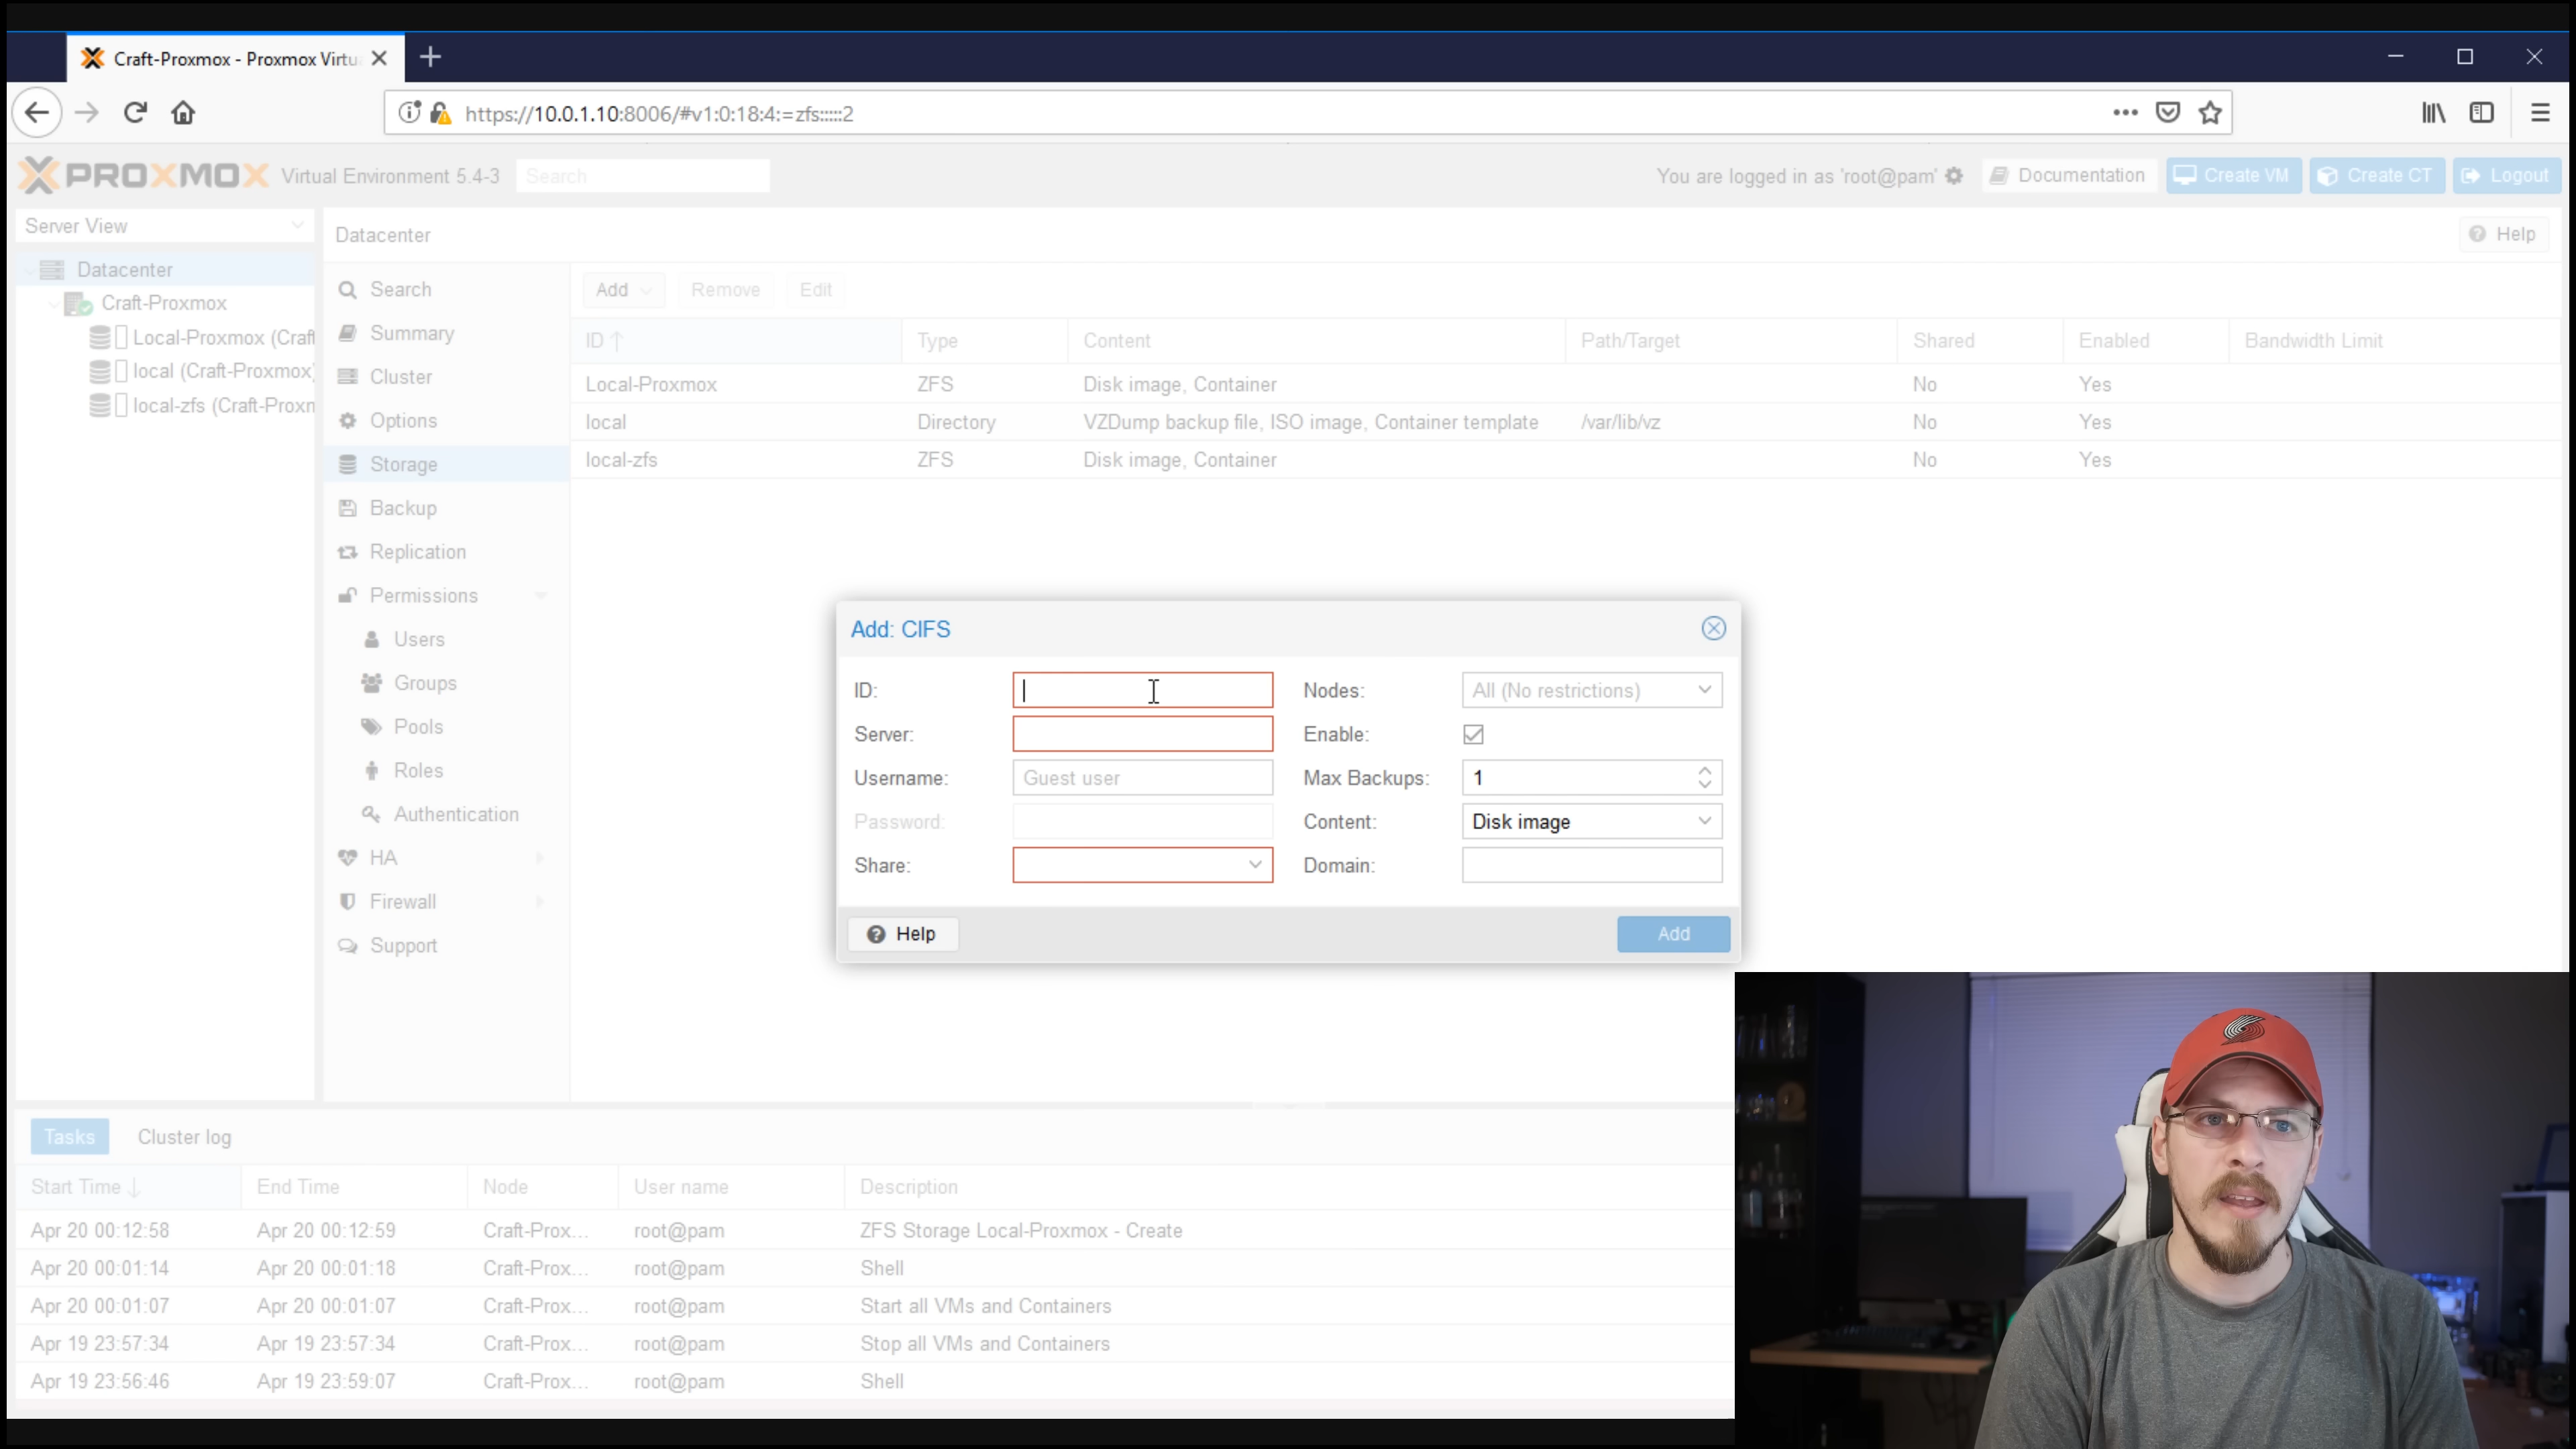 Craft-Proxmox - Proxmox Virtu
https://10.0.1.10:8006/#v1:0:18:4:=zfs:::::2
PROXMOX Virtual Environment 5.4-3 Search You are logged in as 'root@pam' Documentation Create VM Create CT Logout
Server View
Datacenter
Craft-Proxmox
Local-Proxmox (Craft
local (Craft-Proxmox)
local-zfs (Craft-Proxm
Datacenter Help
Search
Summary
Cluster
Options
Storage
Backup
Replication
Permissions
Users
Groups
Pools
Roles
Authentication
HA
Firewall
Support
Add Remove Edit
ID Type Content Path/Target Shared Enabled Bandwidth Limit
Local-Proxmox ZFS Disk image, Container No Yes
local Directory VZDump backup file, ISO image, Container template /var/lib/vz No Yes
local-zfs ZFS Disk image, Container No Yes
Add: CIFS
ID: Nodes: All (No restrictions)
Server: Enable:
Username: Guest user Max Backups: 1
Password: Content: Disk image
Share: Domain:
Help Add
Tasks Cluster log
Start Time End Time Node User name Description
Apr 20 00:12:58 Apr 20 00:12:59 Craft-Prox... root@pam ZFS Storage Local-Proxmox - Create
Apr 20 00:01:14 Apr 20 00:01:18 Craft-Prox... root@pam Shell
Apr 20 00:01:07 Apr 20 00:01:07 Craft-Prox... root@pam Start all VMs and Containers
Apr 19 23:57:34 Apr 19 23:57:34 Craft-Prox... root@pam Stop all VMs and Containers
Apr 19 23:56:46 Apr 19 23:59:07 Craft-Prox... root@pam Shell